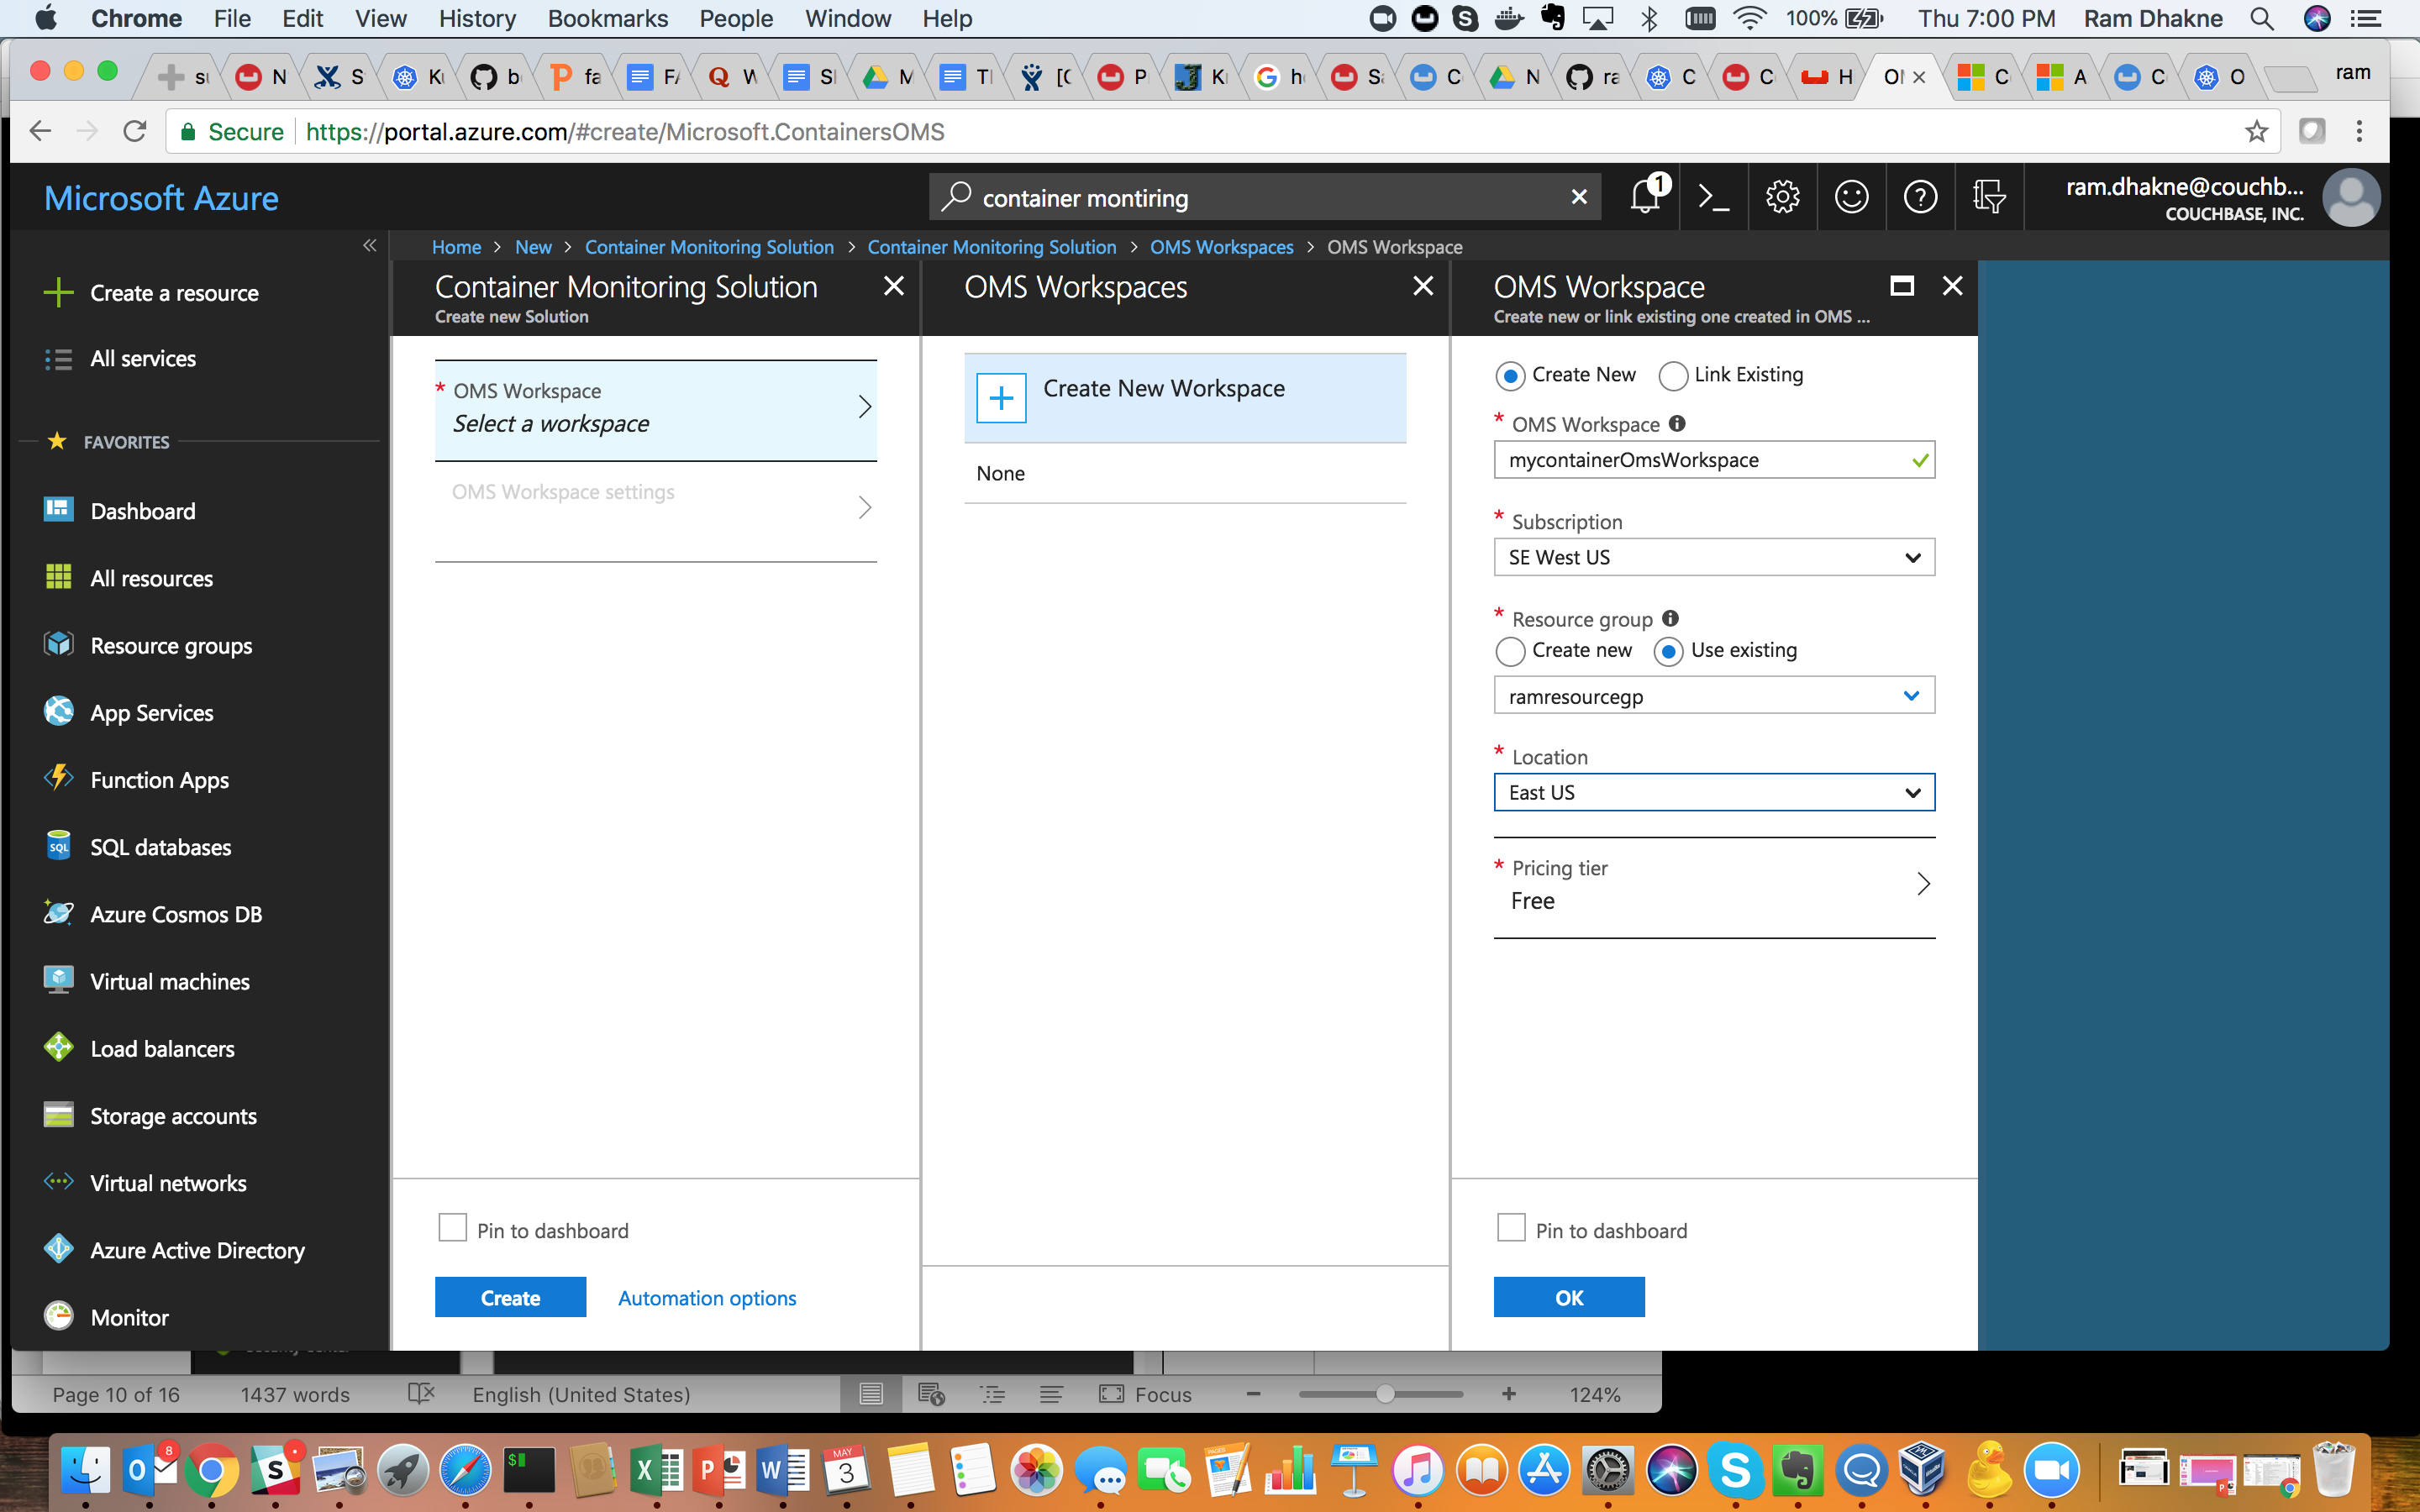 Chrome File Edit View History Bookmarks People Window Help 100% Thu 7:00 PM Ram Dhakne
ram
Secure https://portal.azure.com/#create/Microsoft.ContainersOMS
Microsoft Azure
container montiring
1
ram.dhakne@couchb...
COUCHBASE, INC.
Home > New > Container Monitoring Solution > Container Monitoring Solution > OMS Workspaces > OMS Workspace
Create a resource
All services
FAVORITES
Dashboard
All resources
Resource groups
App Services
Function Apps
SQL databases
Azure Cosmos DB
Virtual machines
Load balancers
Storage accounts
Virtual networks
Azure Active Directory
Monitor
Container Monitoring Solution
Create new Solution
* OMS Workspace
Select a workspace
OMS Workspace settings
Pin to dashboard
Create Automation options
OMS Workspaces
Create New Workspace
None
OMS Workspace
Create new or link existing one created in OMS ...
Create New Link Existing
* OMS Workspace
mycontainerOmsWorkspace
* Subscription
SE West US
* Resource group
Create new Use existing
ramresourcegp
* Location
East US
* Pricing tier
Free
Pin to dashboard
OK
Page 10 of 16 1437 words English (United States) Focus 124%
8
MAY
3